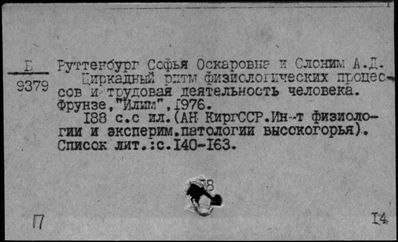 Б
9379
Руттенбург Софья Оскаровна и Слоним А.Д.
Циркадный ритм физиологических процес-
сов и трудовая деятельность человека.
Фрунзе,"Илим",1976.
188 с.с ил.(АН КиргССР.Ин-т физиоло-
гии и эксперим.патологии высокогорья).
Список лит.:с.140-163.
П
14